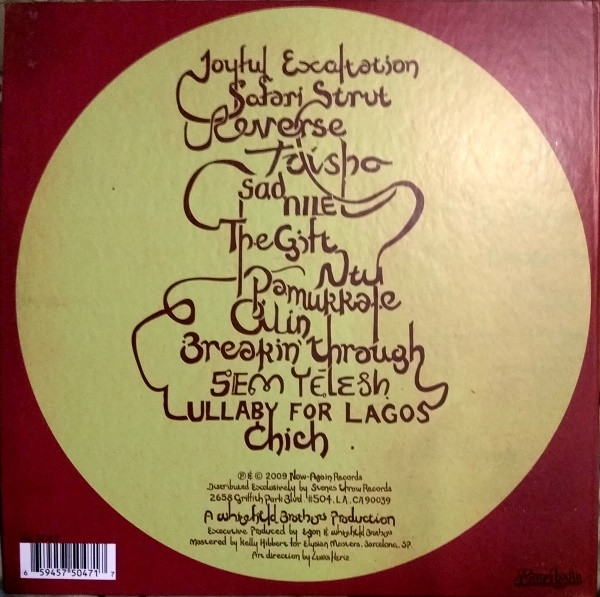 Joyful Exaltation
Safari Strut
Reverse
Taisho
Sad
NILE
The Gift
Ntu
Pamukkale
Alin
Breakin' Through
SEM YELESH
LULLABY FOR LAGOS
Chich
℗ & © 2009 Now-Again Records
Distributed Exclusively by Stones Throw Records
2658 Griffith Park Blvd #504, LA, CA 90039
A Whitefield Brothers Production
Executive Produced by Egon & Whitefield Brothers
Mastered by Kelly Hibbert for Elysian Masters, Barcelona, SP.
Art direction by Lucas
6 59457 50471 7